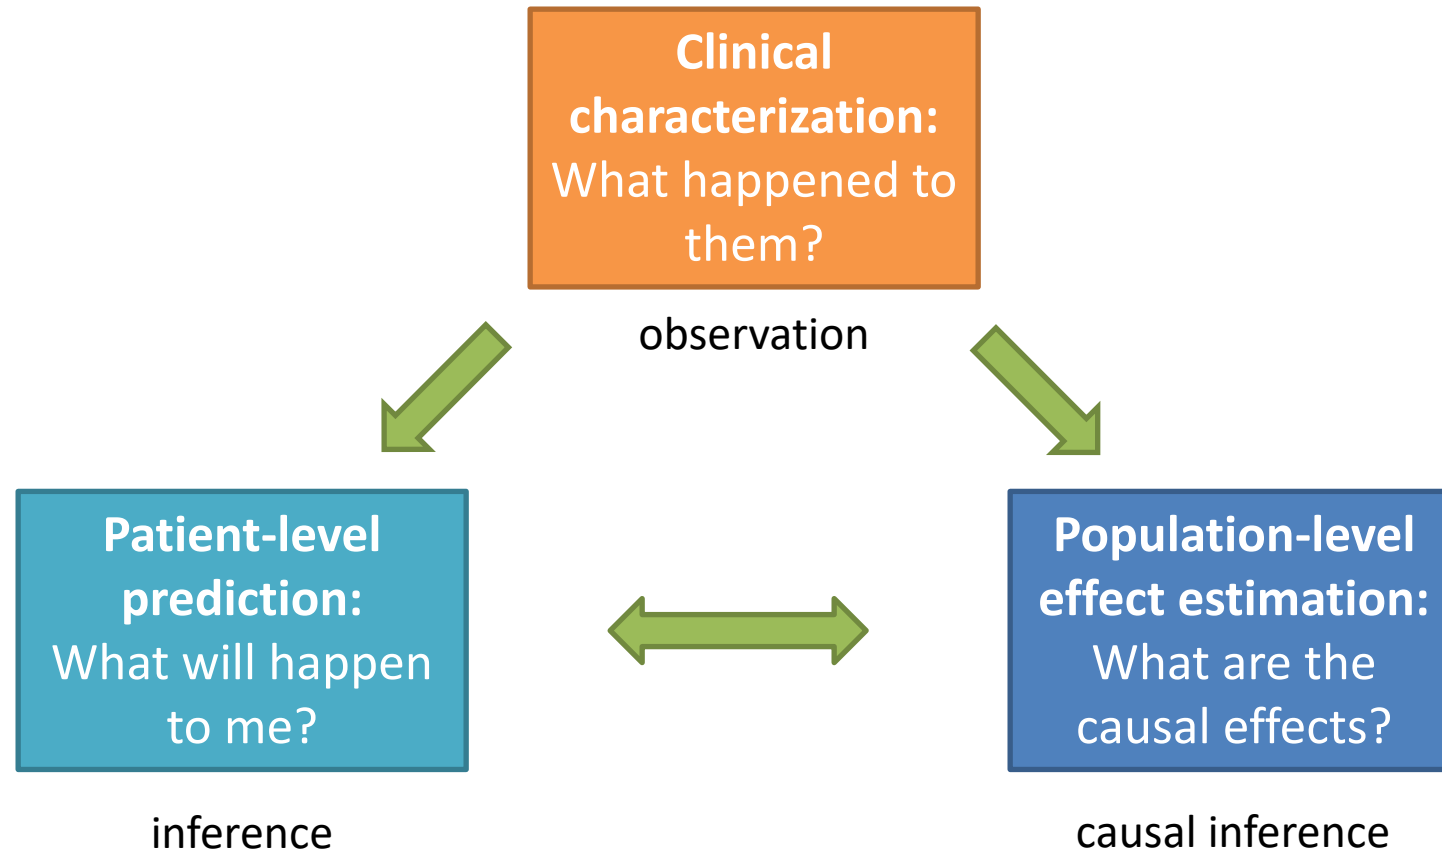 Clinical
characterization:
What happened to
them?
observation
Patient-level
prediction:
What will happen
to me?
inference
Population-level
effect estimation:
What are the
causal effects?
causal inference